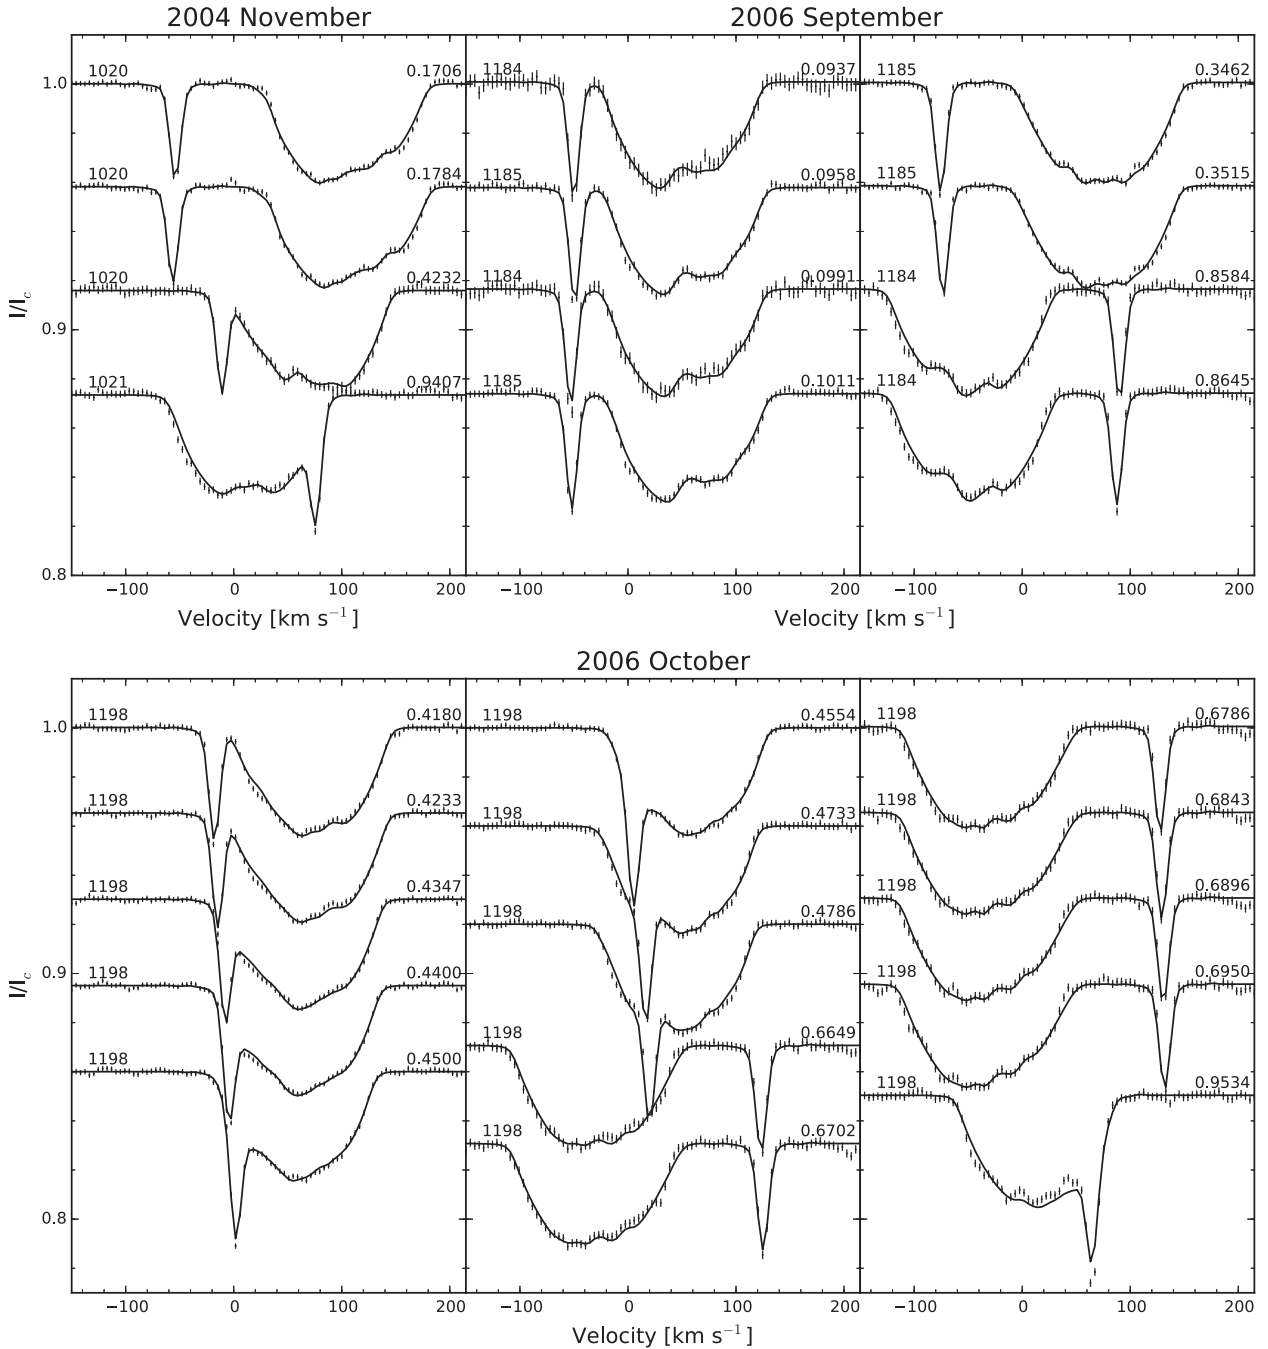 2004 November
2006 September
1.0
0.9
0.8
I/I_c
1020 0.1706
1020 0.1784
1020 0.4232
1021 0.9407
1184 0.0937
1185 0.0958
1184 0.0991
1185 0.1011
1185 0.3462
1185 0.3515
1184 0.8584
1184 0.8645
−100 0 100 200
−100 0 100 200
−100 0 100 200
Velocity [km s⁻¹]
Velocity [km s⁻¹]
2006 October
1.0
0.9
0.8
I/I_c
1198 0.4180
1198 0.4233
1198 0.4347
1198 0.4400
1198 0.4500
1198 0.4554
1198 0.4733
1198 0.4786
1198 0.6649
1198 0.6702
1198 0.6786
1198 0.6843
1198 0.6896
1198 0.6950
1198 0.9534
−100 0 100 200
−100 0 100 200
−100 0 100 200
Velocity [km s⁻¹]